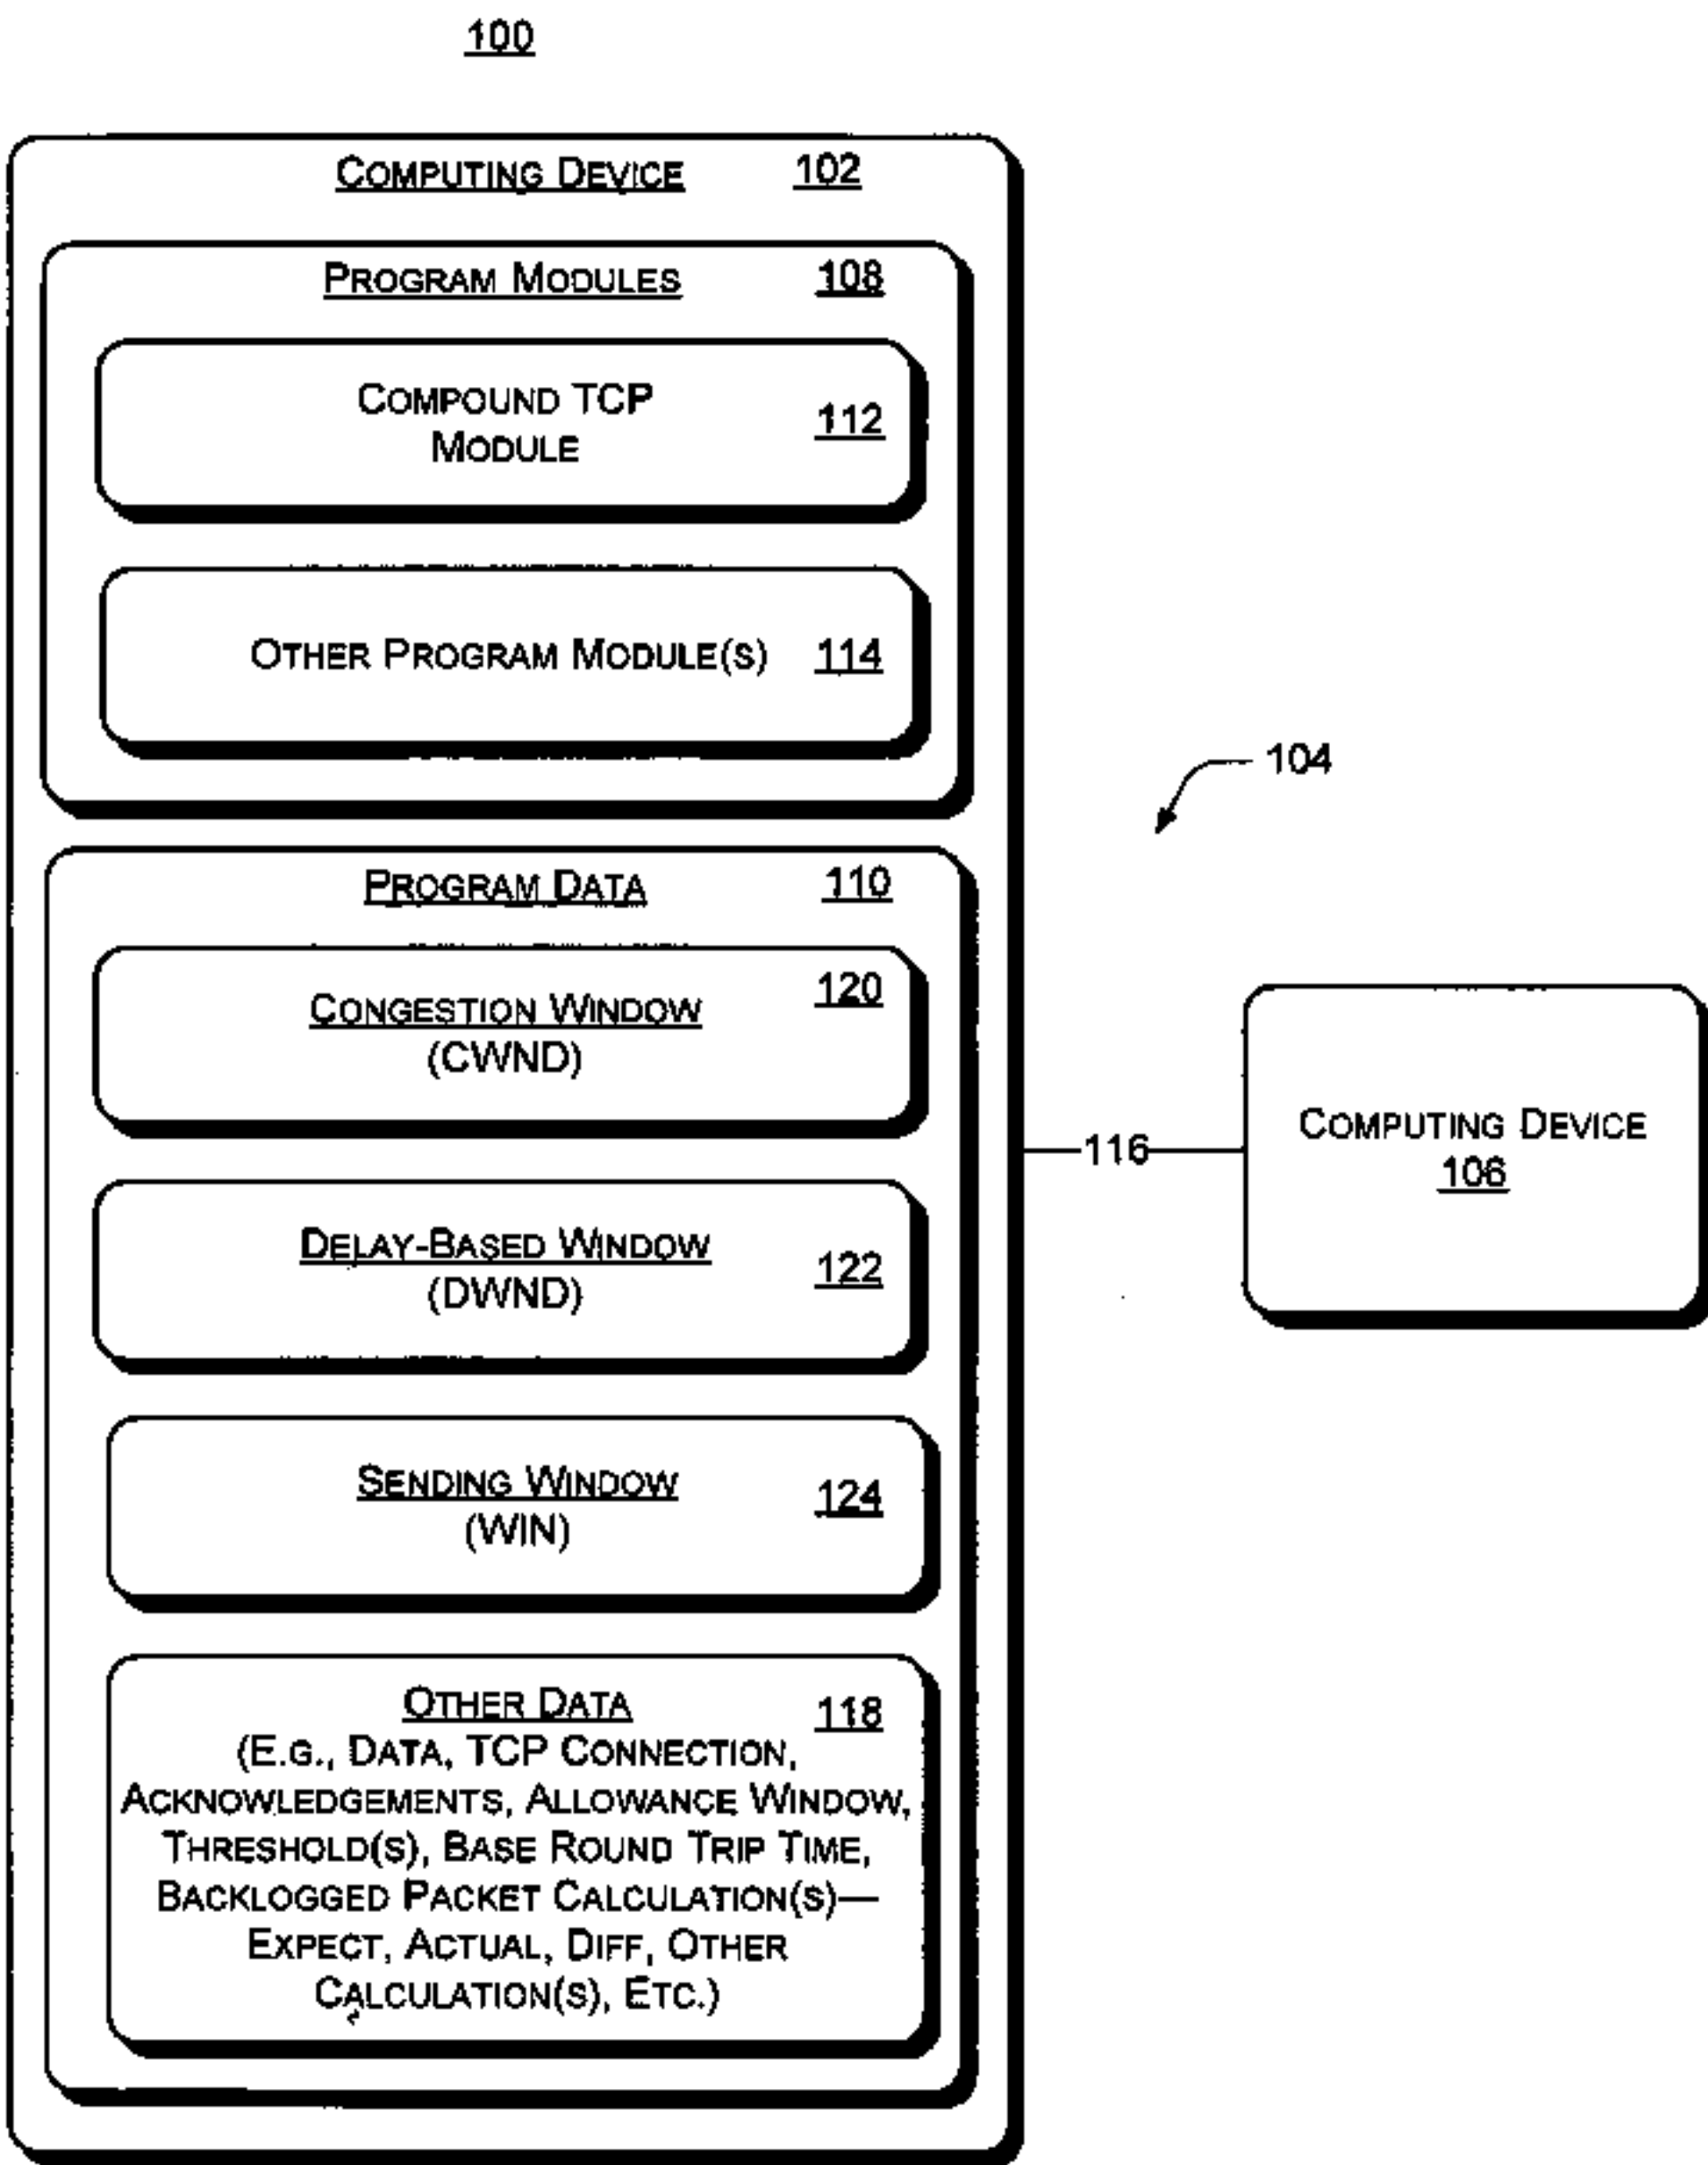 100
COMPUTING DEVICE 102
PROGRAM MODULES 108
COMPOUND TCP
MODULE 112
OTHER PROGRAM MODULE(S) 114
104
PROGRAM DATA 110
CONGESTION WINDOW 120
(CWND)
DELAY-BASED WINDOW 122
(DWND)
116
COMPUTING DEVICE
106
SENDING WINDOW 124
(WIN)
OTHER DATA 118
(E.G., DATA, TCP CONNECTION,
ACKNOWLEDGEMENTS, ALLOWANCE WINDOW,
THRESHOLD(S), BASE ROUND TRIP TIME,
BACKLOGGED PACKET CALCULATION(S)—
EXPECT, ACTUAL, DIFF, OTHER
CALCULATION(S), ETC.)